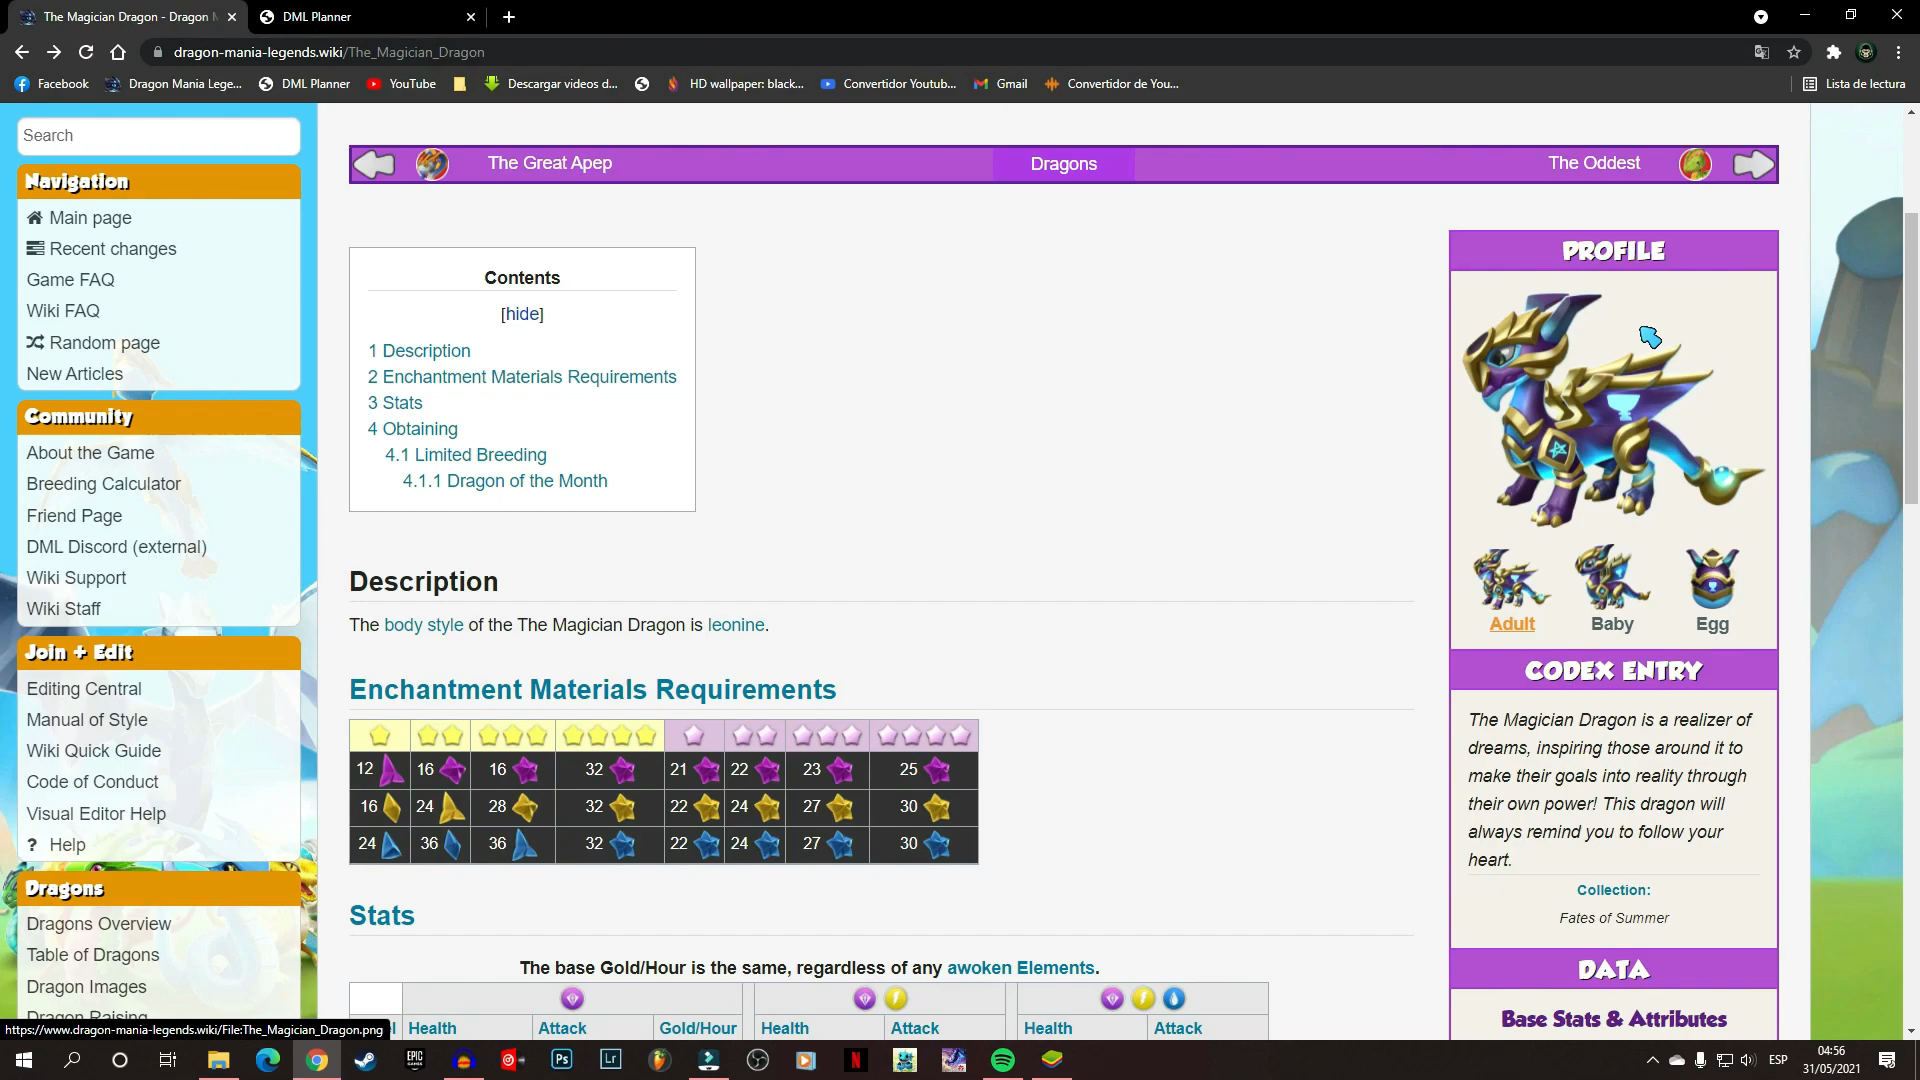 The Magician Dragon - Dragon M
DML Planner
dragon-mania-legends.wiki/The_Magician_Dragon
Facebook
Dragon Mania Lege...
DML Planner
YouTube
Descargar videos d...
HD wallpaper: black...
Convertidor Youtub...
Gmail
Convertidor de You...
Lista de lectura
Search
Navigation
Main page
Recent changes
Game FAQ
Wiki FAQ
Random page
New Articles
Community
About the Game
Breeding Calculator
Friend Page
DML Discord (external)
Wiki Support
Wiki Staff
Join + Edit
Editing Central
Manual of Style
Wiki Quick Guide
Code of Conduct
Visual Editor Help
? Help
Dragons
Dragons Overview
Table of Dragons
Dragon Images
Dragon Raising
https://www.dragon-mania-legends.wiki/File:The_Magician_Dragon.png
The Great Apep
Dragons
The Oddest
Contents
[hide]
1 Description
2 Enchantment Materials Requirements
3 Stats
4 Obtaining
4.1 Limited Breeding
4.1.1 Dragon of the Month
Description
The body style of the The Magician Dragon is leonine.
Enchantment Materials Requirements
12 16 16 32 21 22 23 25
16 24 28 32 22 24 27 30
24 36 36 32 22 24 27 30
Stats
The base Gold/Hour is the same, regardless of any awoken Elements.
Health Attack Gold/Hour Health Attack Health Attack
PROFILE
Adult Baby Egg
CODEX ENTRY
The Magician Dragon is a realizer of
dreams, inspiring those around it to
make their goals into reality through
their own power! This dragon will
always remind you to follow your
heart.
Collection:
Fates of Summer
DATA
Base Stats & Attributes
EPIC
GAMES
Ps
Lr
N
ESP
04:56
31/05/2021